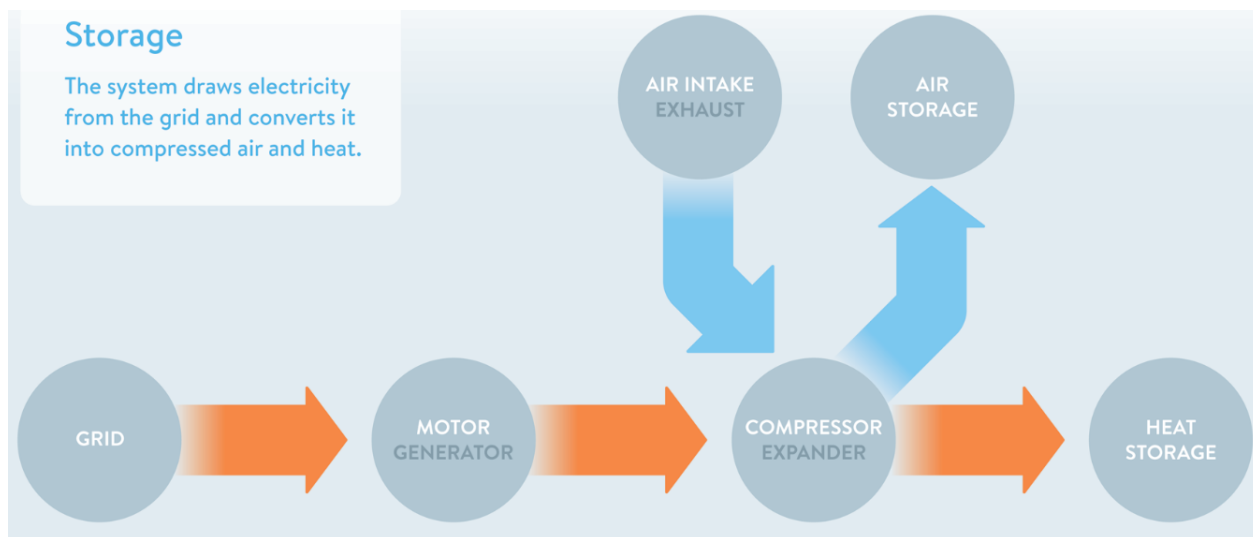 Storage
The system draws electricity
from the grid and converts it
into compressed air and heat.
AIR INTAKE
EXHAUST
AIR
STORAGE
GRID
MOTOR
GENERATOR
COMPRESSOR
EXPANDER
HEAT
STORAGE